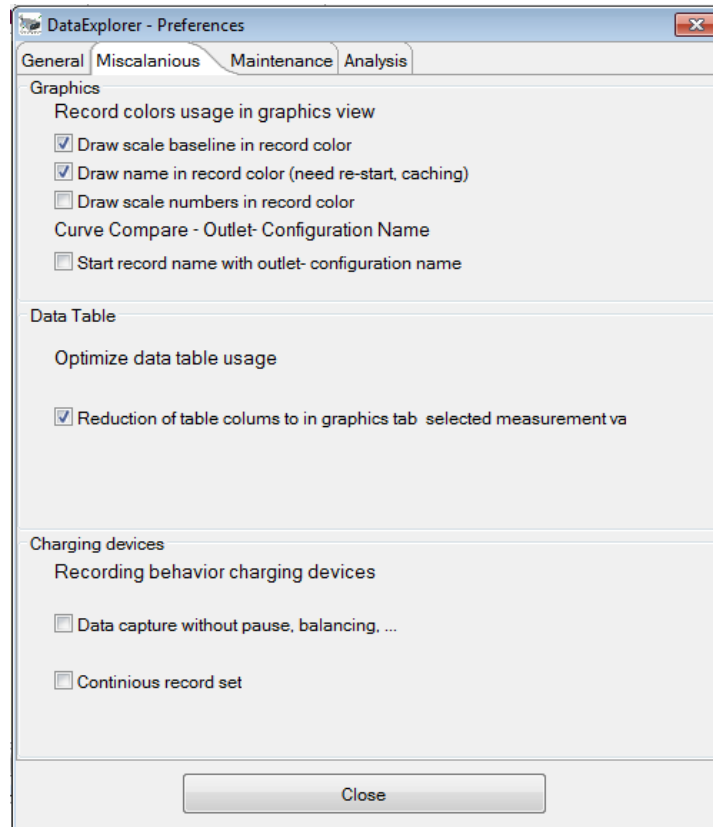 DataExplorer - Preferences
General Miscalanious Maintenance Analysis
Graphics
Record colors usage in graphics view
Draw scale baseline in record color
Draw name in record color (need re-start, caching)
Draw scale numbers in record color
Curve Compare - Outlet- Configuration Name
Start record name with outlet- configuration name
Data Table
Optimize data table usage
Reduction of table colums to in graphics tab  selected measurement va
Charging devices
Recording behavior charging devices
Data capture without pause, balancing, ...
Continious record set
Close